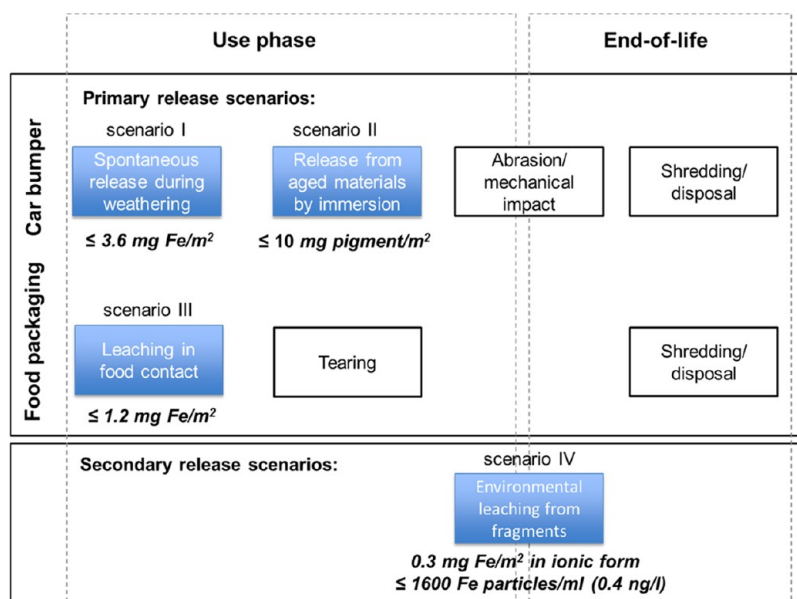 Use phase
End-of-life
Car bumper
Primary release scenarios:
scenario I
Spontaneous
release during
weathering
≤ 3.6 mg Fe/m²
scenario II
Release from
aged materials
by immersion
≤ 10 mg pigment/m²
Abrasion/
mechanical
impact
Shredding/
disposal
Food packaging
scenario III
Leaching in
food contact
≤ 1.2 mg Fe/m²
Tearing
Shredding/
disposal
Secondary release scenarios:
scenario IV
Environmental
leaching from
fragments
0.3 mg Fe/m² in ionic form
≤ 1600 Fe particles/ml (0.4 ng/l)